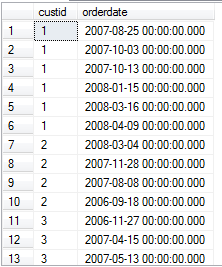 custid orderdate
1 1 2007-08-25 00:00:00.000
2 1 2007-10-03 00:00:00.000
3 1 2007-10-13 00:00:00.000
4 1 2008-01-15 00:00:00.000
5 1 2008-03-16 00:00:00.000
6 1 2008-04-09 00:00:00.000
7 2 2008-03-04 00:00:00.000
8 2 2007-11-28 00:00:00.000
9 2 2007-08-08 00:00:00.000
10 2 2006-09-18 00:00:00.000
11 3 2006-11-27 00:00:00.000
12 3 2007-04-15 00:00:00.000
13 3 2007-05-13 00:00:00.000